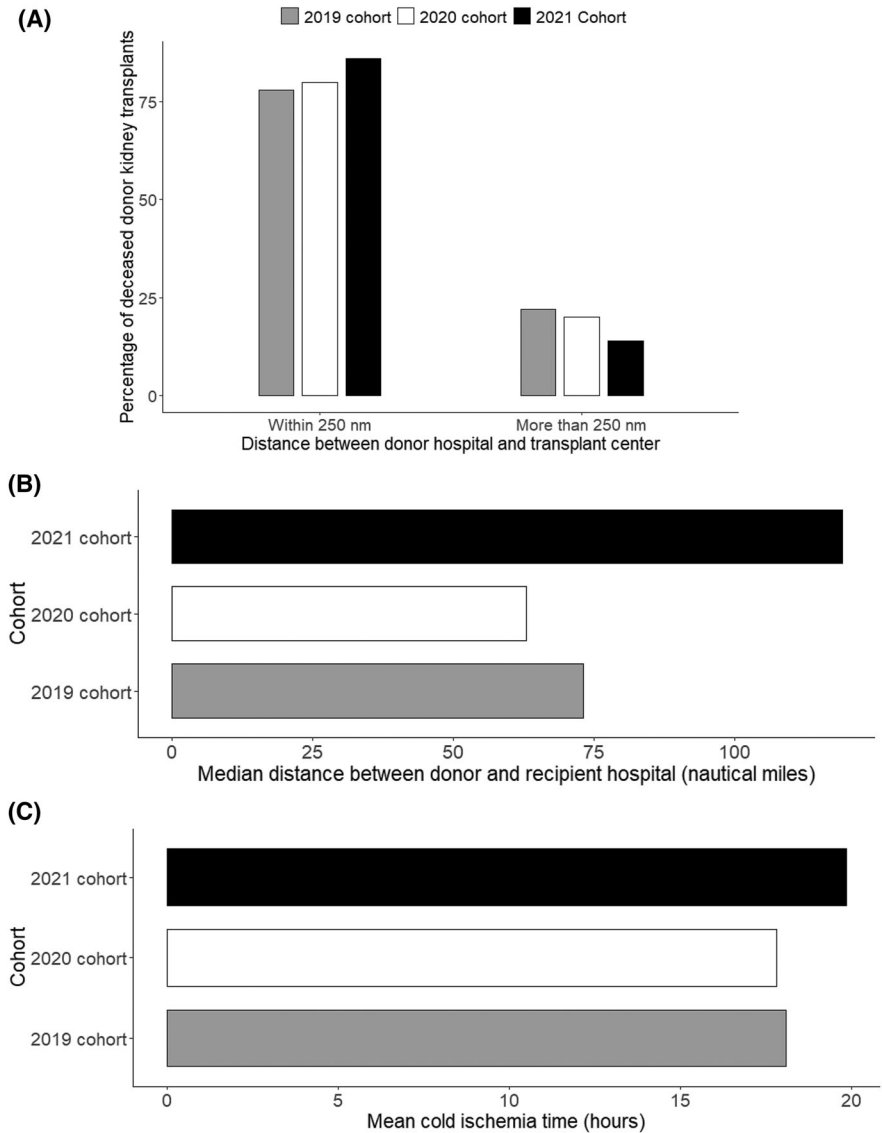 (A)
2019 cohort 2020 cohort 2021 Cohort
Percentage of deceased donor kidney transplants
75
50
25
0
Within 250 nm More than 250 nm
Distance between donor hospital and transplant center
(B)
Cohort
2021 cohort
2020 cohort
2019 cohort
0 25 50 75 100
Median distance between donor and recipient hospital (nautical miles)
(C)
Cohort
2021 cohort
2020 cohort
2019 cohort
0 5 10 15 20
Mean cold ischemia time (hours)